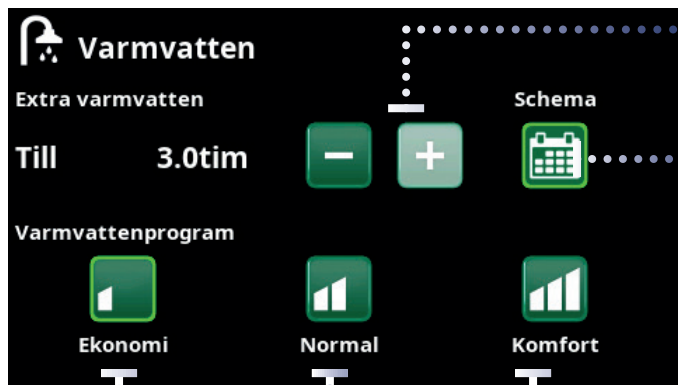 Varmvatten
Extra varmvatten
Schema
Till 3.0tim − +
Varmvattenprogram
Ekonomi Normal Komfort